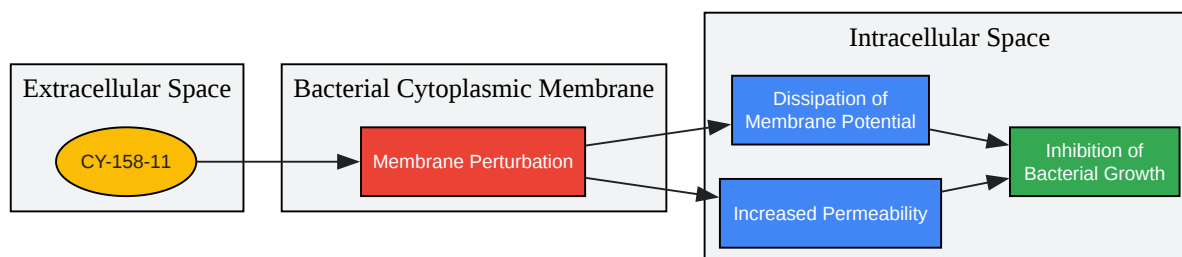 Extracellular Space
CY-158-11
Bacterial Cytoplasmic Membrane
Membrane Perturbation
Intracellular Space
Dissipation of
Membrane Potential
Increased Permeability
Inhibition of
Bacterial Growth